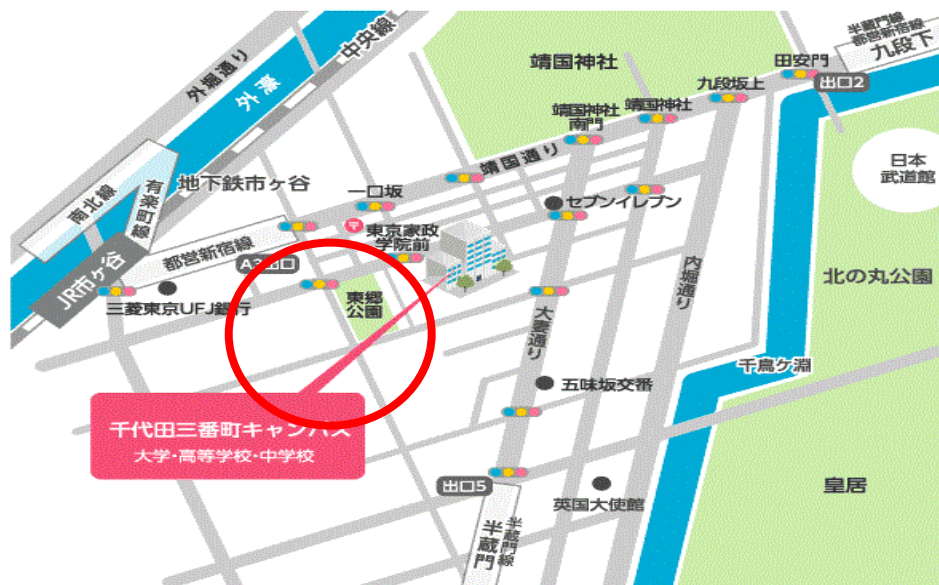 半蔵門線
都営新宿線
九段下
田安門
出口2
中央線
外堀通り
外濠
靖国神社
九段坂上
靖国神社
靖国神社
南門
日本
武道館
靖国通り
地下鉄市ヶ谷
南北線
有楽町線
一口坂
セブンイレブン
〒
東京家政
学院前
都営新宿線
A3出口
JR市ヶ谷
三菱東京UFJ銀行
東郷
公園
内堀通り
北の丸公園
大妻通り
千鳥ケ淵
五味坂交番
千代田三番町キャンパス
大学・高等学校・中学校
出口5
英国大使館
皇居
半蔵門線
半蔵門